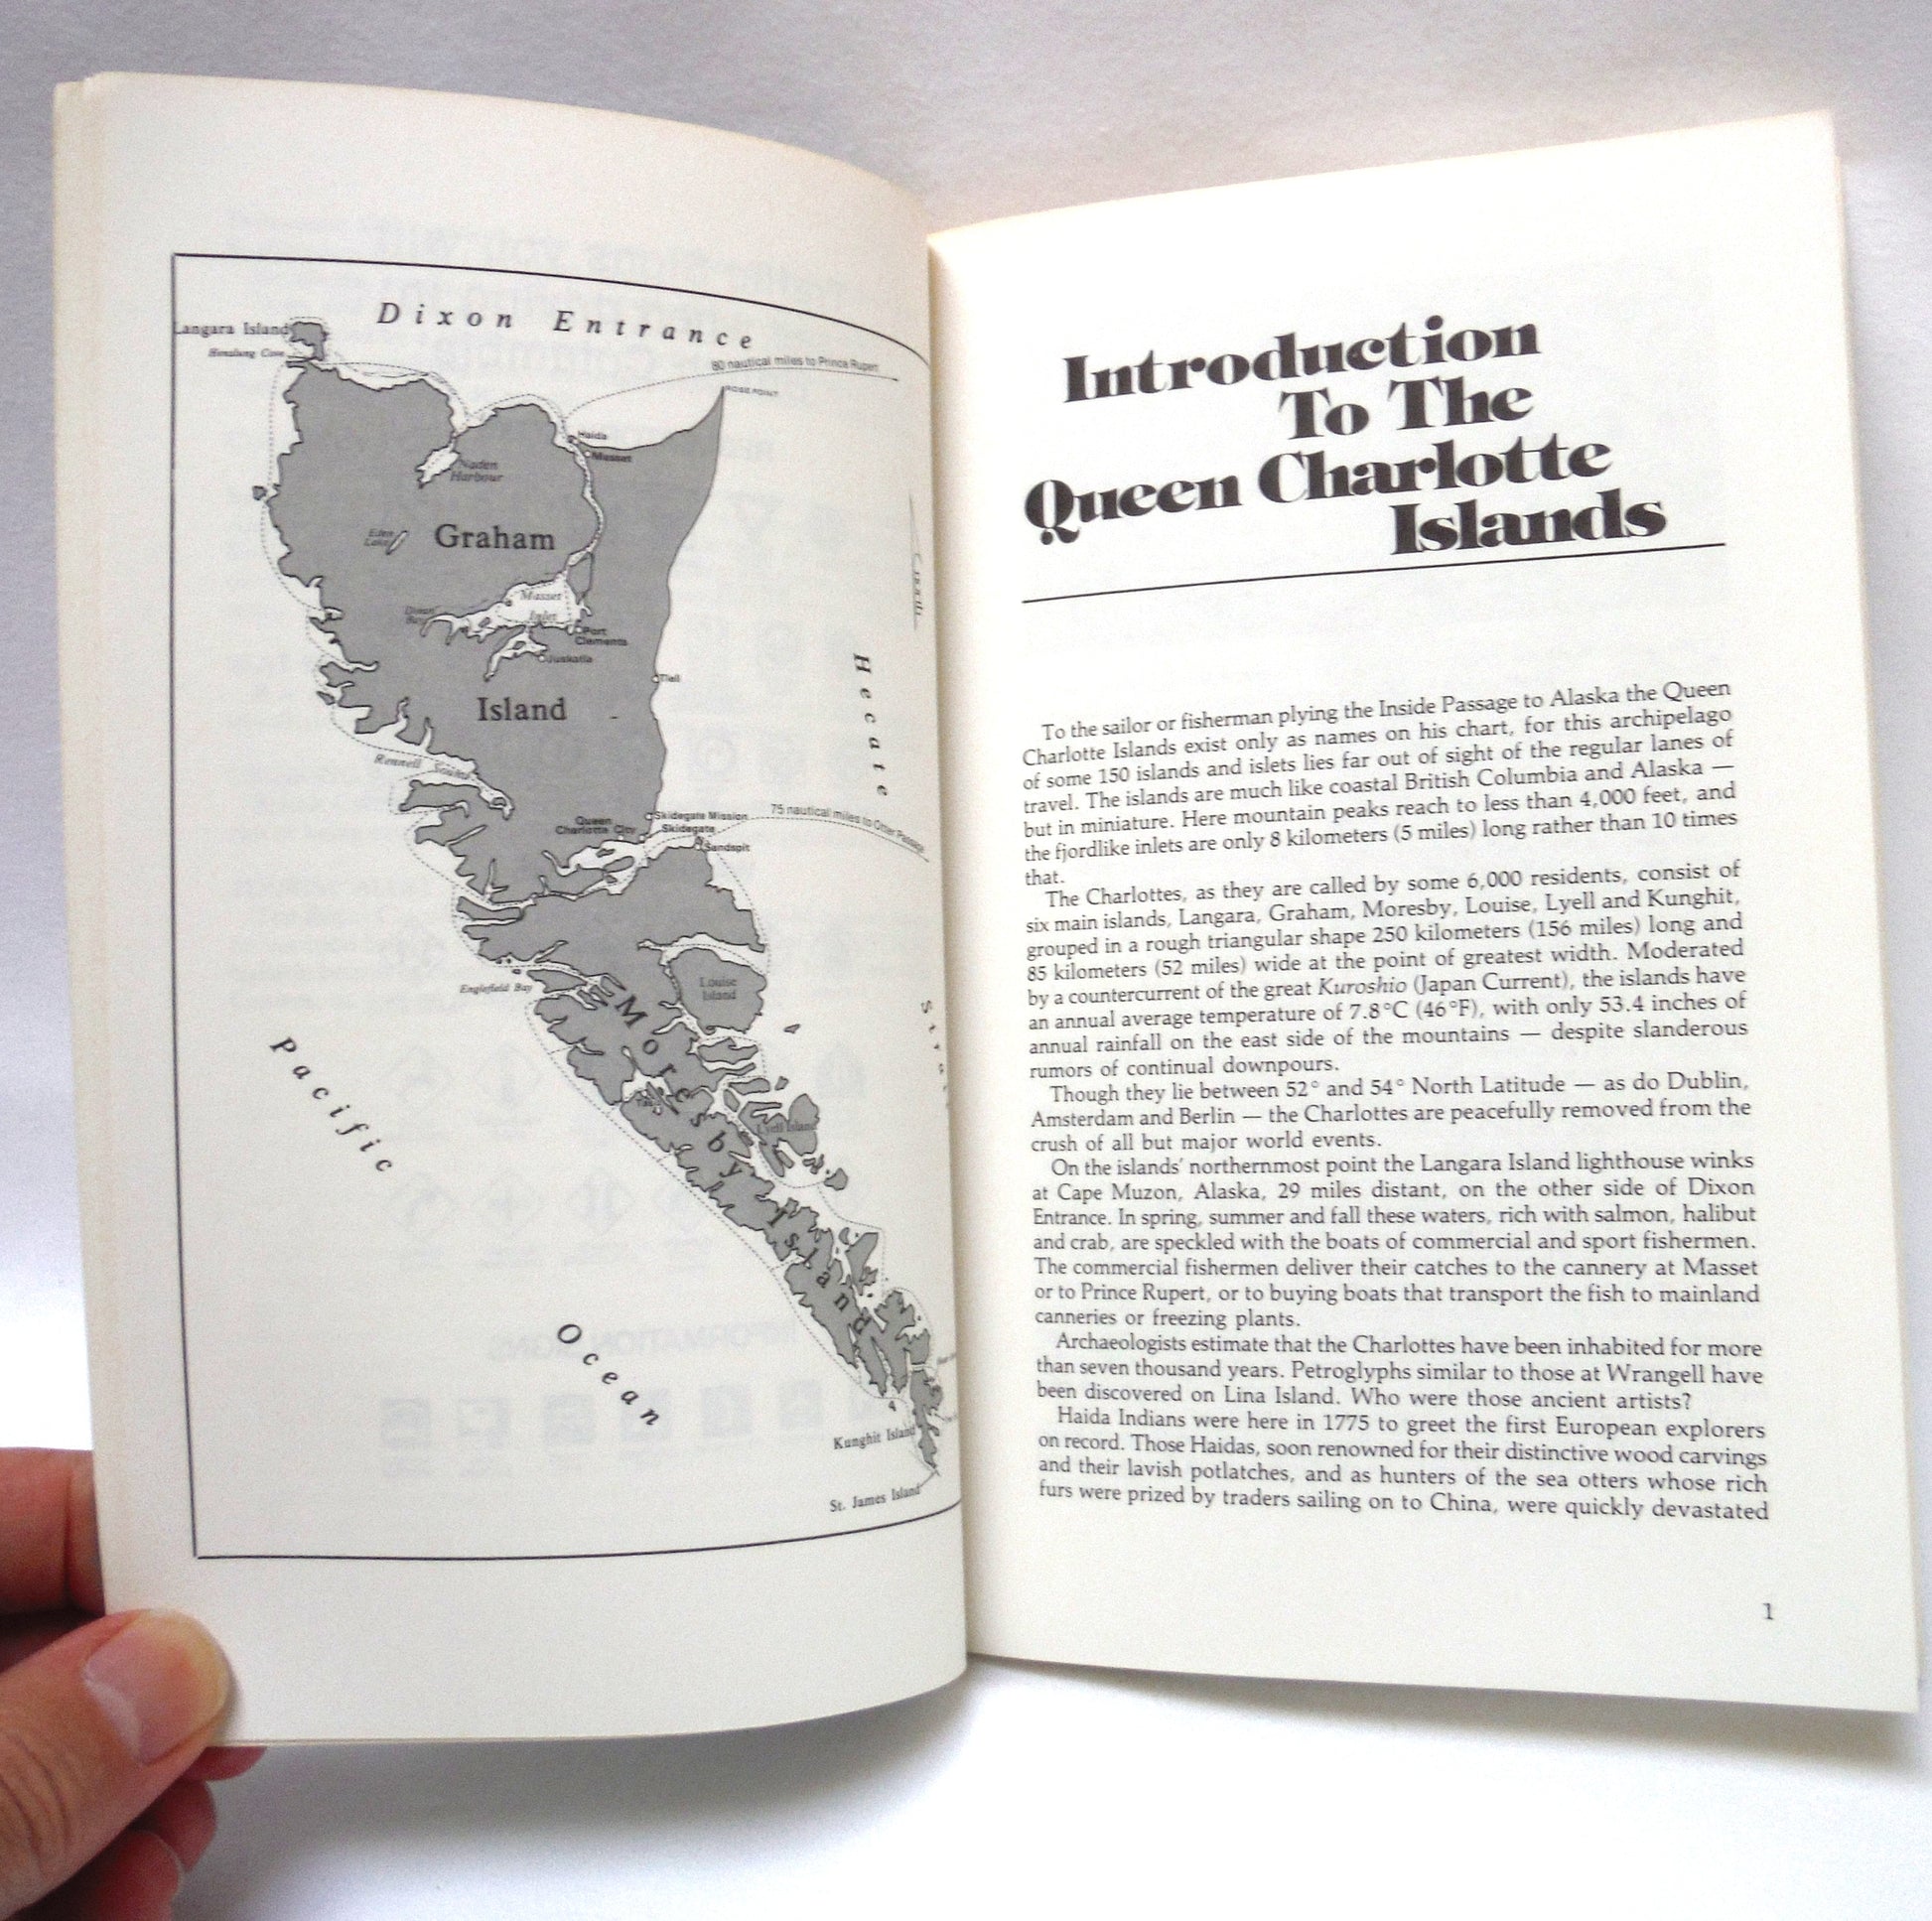 Dixon Entrance
Langara Island
Henslung Cove
80 nautical miles to Prince Rupert
ROSE POINT
Haida
Masset
Naden
Harbour
Eden
Lake
Graham
Masset
Inlet
Port
Clements
Juskatla
Tlell
Island
Hecate
Rennell Sound
Queen
Charlotte City
Skidegate Mission
Skidegate
Sandspit
75 nautical miles to Otter Passage
Louise
Island
Englefield Bay
Moresby Island
Lyell Island
Pacific
Ocean
Kunghit Island
St. James Island
Introduction
To The
Queen Charlotte
Islands
To the sailor or fisherman plying the Inside Passage to Alaska the Queen
Charlotte Islands exist only as names on his chart, for this archipelago
of some 150 islands and islets lies far out of sight of the regular lanes of
travel. The islands are much like coastal British Columbia and Alaska —
but in miniature. Here mountain peaks reach to less than 4,000 feet, and
the fjordlike inlets are only 8 kilometers (5 miles) long rather than 10 times
that.
The Charlottes, as they are called by some 6,000 residents, consist of
six main islands, Langara, Graham, Moresby, Louise, Lyell and Kunghit,
grouped in a rough triangular shape 250 kilometers (156 miles) long and
85 kilometers (52 miles) wide at the point of greatest width. Moderated
by a countercurrent of the great Kuroshio (Japan Current), the islands have
an annual average temperature of 7.8°C (46°F), with only 53.4 inches of
annual rainfall on the east side of the mountains — despite slanderous
rumors of continual downpours.
Though they lie between 52° and 54° North Latitude — as do Dublin,
Amsterdam and Berlin — the Charlottes are peacefully removed from the
crush of all but major world events.
On the islands' northernmost point the Langara Island lighthouse winks
at Cape Muzon, Alaska, 29 miles distant, on the other side of Dixon
Entrance. In spring, summer and fall these waters, rich with salmon, halibut
and crab, are speckled with the boats of commercial and sport fishermen.
The commercial fishermen deliver their catches to the cannery at Masset
or to Prince Rupert, or to buying boats that transport the fish to mainland
canneries or freezing plants.
Archaeologists estimate that the Charlottes have been inhabited for more
than seven thousand years. Petroglyphs similar to those at Wrangell have
been discovered on Lina Island. Who were those ancient artists?
Haida Indians were here in 1775 to greet the first European explorers
on record. Those Haidas, soon renowned for their distinctive wood carvings
and their lavish potlatches, and as hunters of the sea otters whose rich
furs were prized by traders sailing on to China, were quickly devastated
1